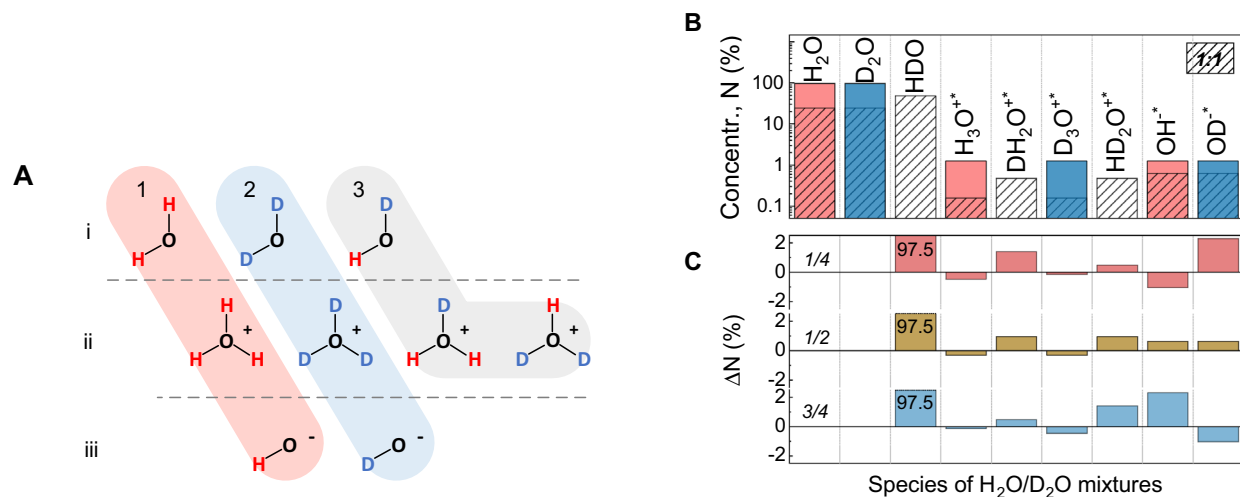 A
1 2 3
i
H D D
O O O
H D H
ii
H D D H
O + O + O + O +
H H D D H H D D
iii
O - O -
H D
B
Concentr., N (%)
100
10
1
0.1
H₂O D₂O HDO H₃O⁺* DH₂O⁺* D₃O⁺* HD₂O⁺* OH⁻* OD⁻*
1:1
C
ΔN (%)
2
0
-2
1/4
97.5
2
0
-2
1/2
97.5
2
0
-2
3/4
97.5
Species of H₂O/D₂O mixtures